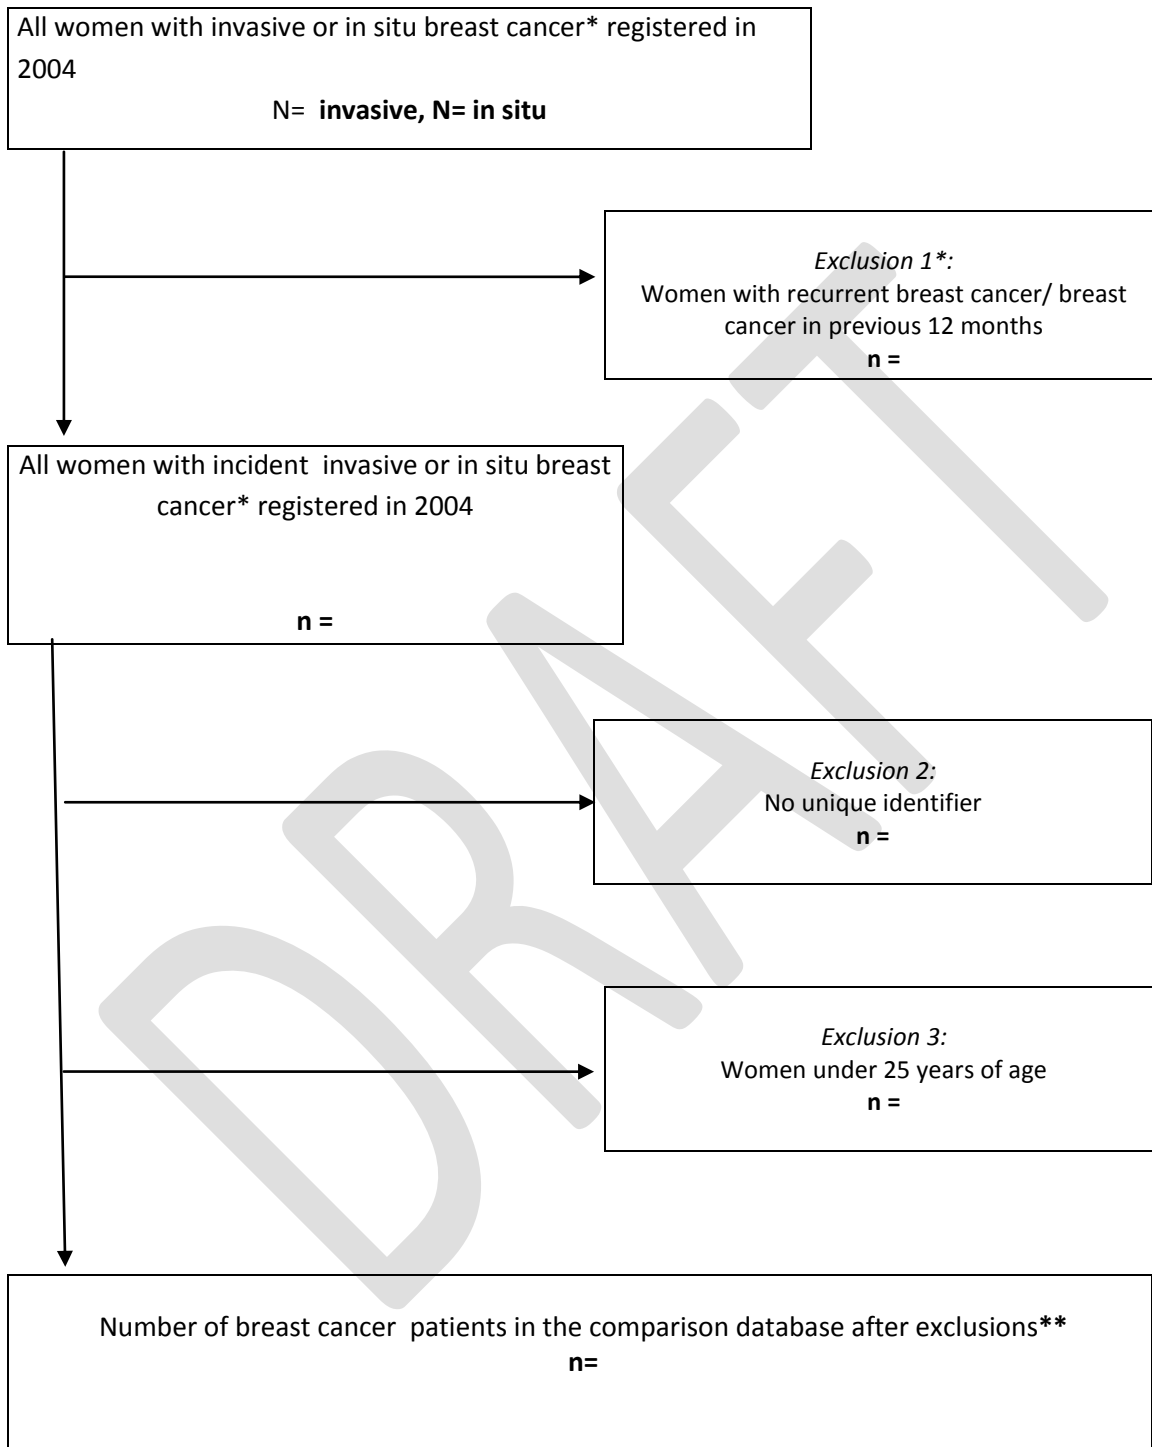 All women with invasive or in situ breast cancer* registered in
2004
N= invasive, N= in situ
Exclusion 1*:
Women with recurrent breast cancer/ breast
cancer in previous 12 months
n =
All women with incident invasive or in situ breast
cancer* registered in 2004
n =
Exclusion 2:
No unique identifier
n =
Exclusion 3:
Women under 25 years of age
n =
Number of breast cancer patients in the comparison database after exclusions**
n=
DRAFT